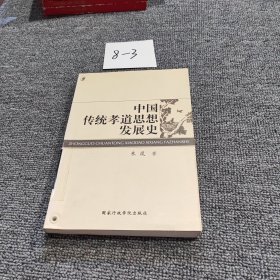 8-3
中国
传统孝道思想
发展史
ZHONGGUO CHUANTONG XIAODAO SIXIANG FAZHANSHI
朱岚 著
国家行政学院出版社